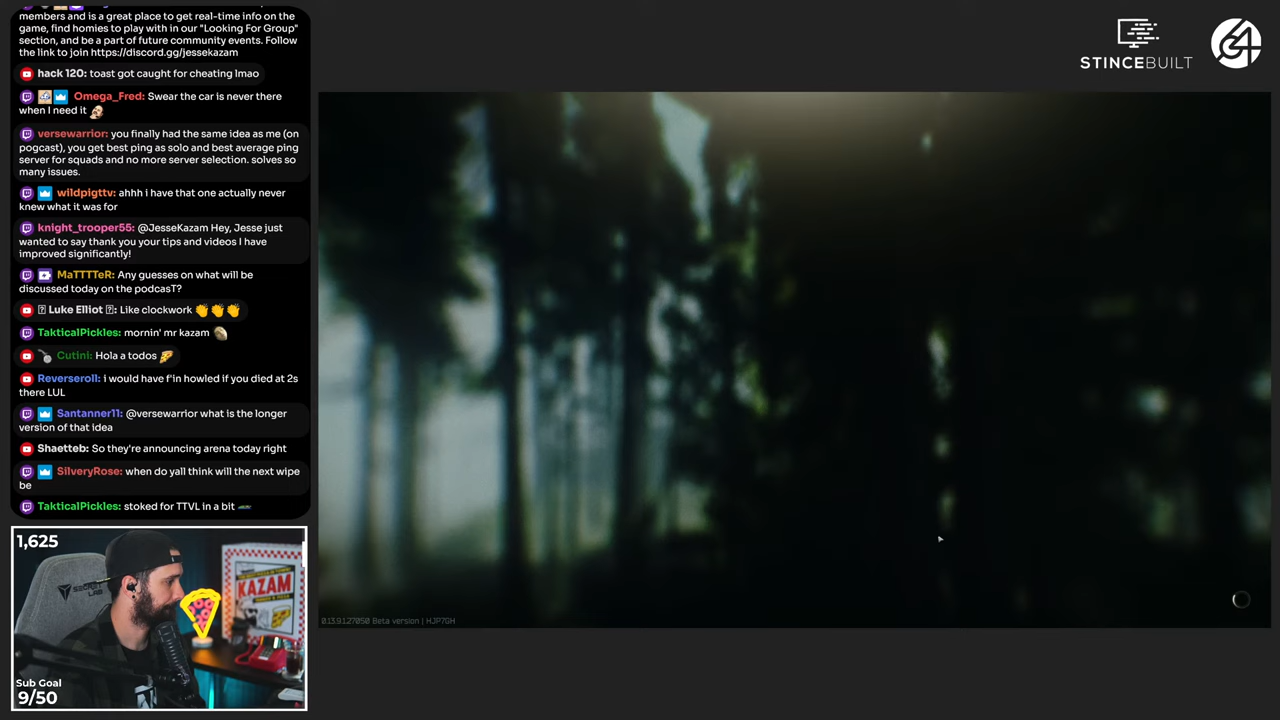 members and is a great place to get real-time info on the
game, find homies to play with in our "Looking For Group"
section, and be a part of future community events. Follow
the link to join https://discord.gg/jessekazam
hack 120: toast got caught for cheating lmao
Omega_Fred: Swear the car is never there
when I need it
versewarrior: you finally had the same idea as me (on
pogcast), you get best ping as solo and best average ping
server for squads and no more server selection. solves so
many issues.
wildpigttv: ahhh i have that one actually never
knew what it was for
knight_trooper55: @JesseKazam Hey, Jesse just
wanted to say thank you your tips and videos I have
improved significantly!
MaTTTTeR: Any guesses on what will be
discussed today on the podcasT?
Luke Elliot : Like clockwork 👏👏👏
TakticalPickles: mornin' mr kazam
Cutini: Hola a todos
Reverseroll: i would have f'in howled if you died at 2s
there LUL
Santanner11: @versewarrior what is the longer
version of that idea
Shaetteb: So they're announcing arena today right
SilveryRose: when do yall think will the next wipe
be
TakticalPickles: stoked for TTVL in a bit
1,625
KAZAM
Sub Goal
9/50
STINCEBUILT
G4
0.13.9.127050 Beta version | HJP7GH